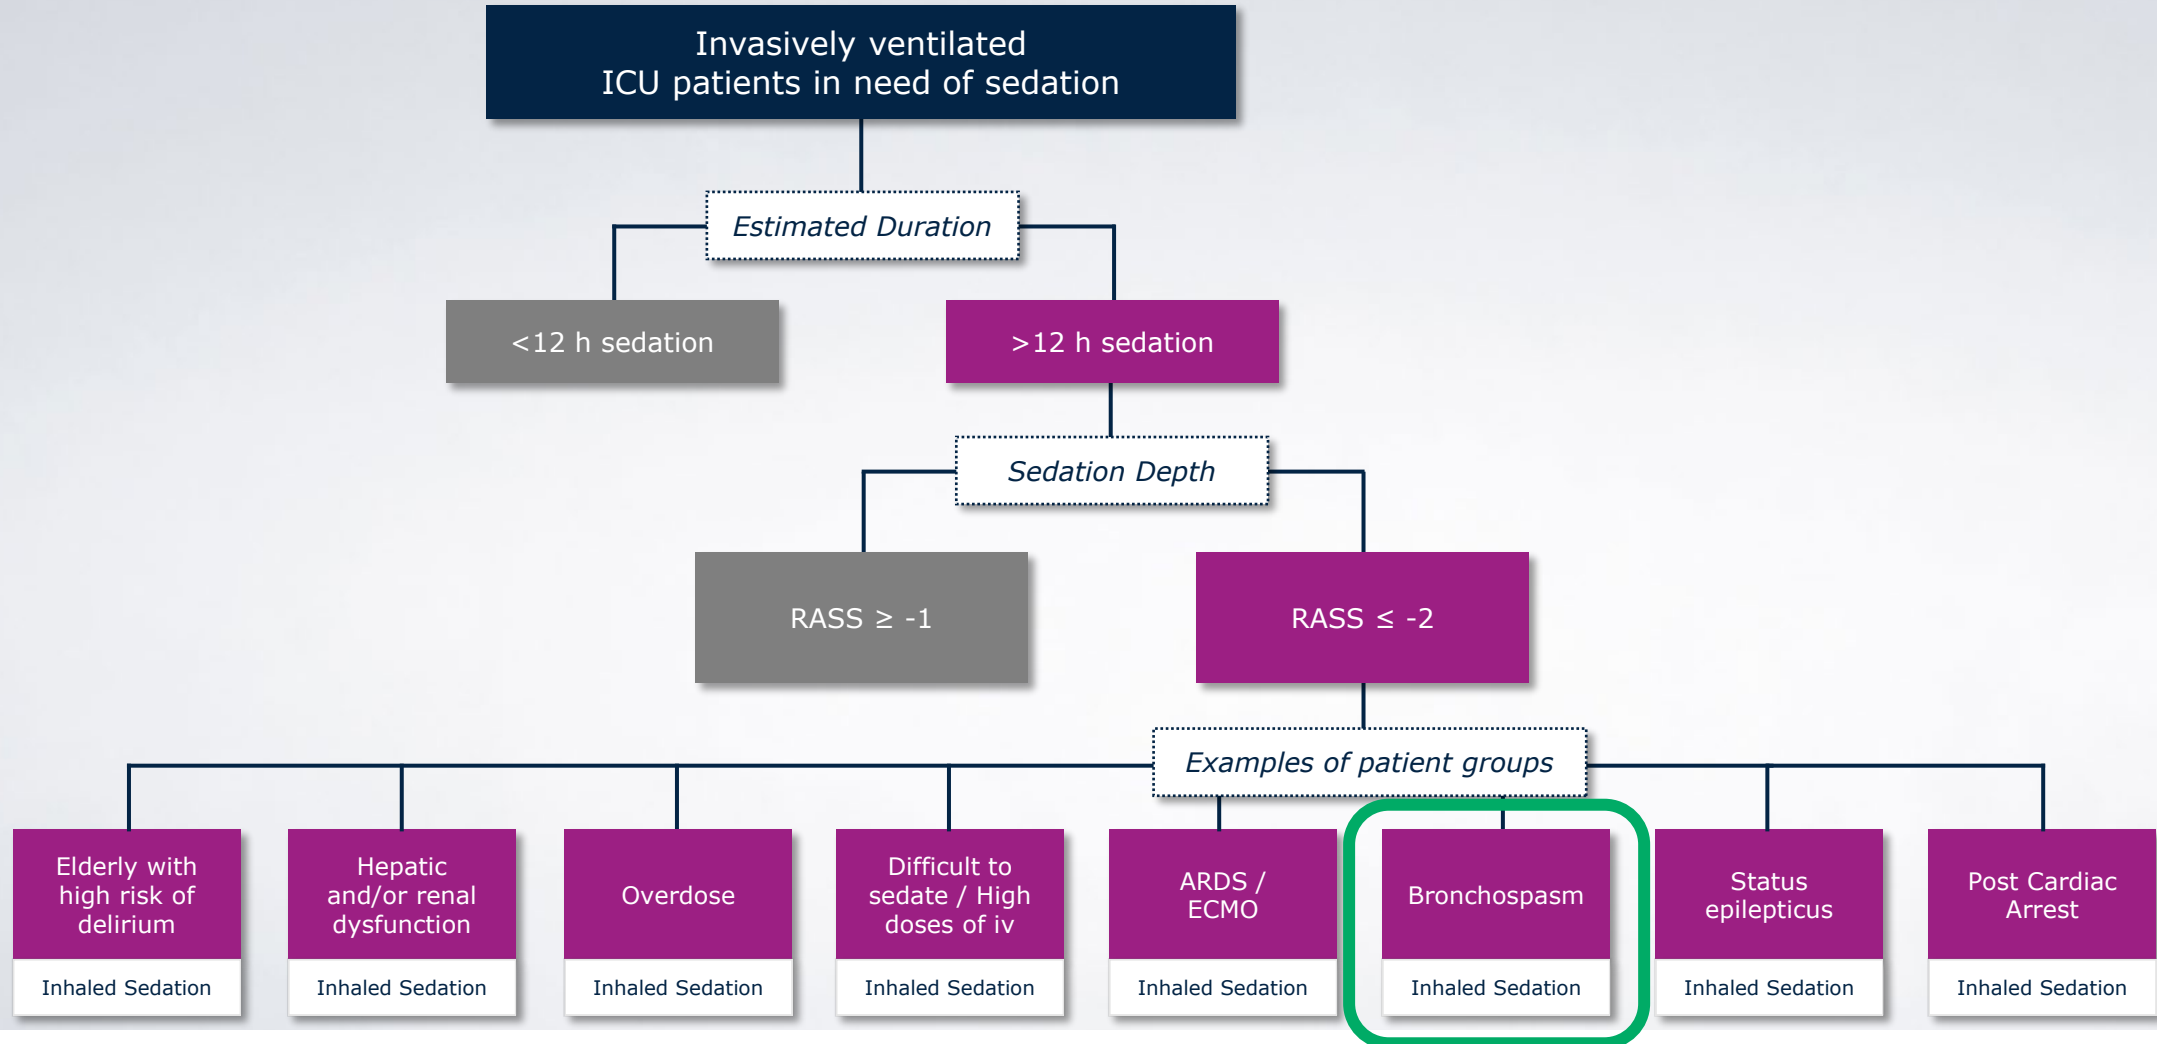 Invasively ventilated
ICU patients in need of sedation
Estimated Duration
<12 h sedation
>12 h sedation
Sedation Depth
RASS ≥ -1
RASS ≤ -2
Examples of patient groups
Elderly with
high risk of
delirium
Inhaled Sedation
Hepatic
and/or renal
dysfunction
Inhaled Sedation
Overdose
Inhaled Sedation
Difficult to
sedate / High
doses of iv
Inhaled Sedation
ARDS /
ECMO
Inhaled Sedation
Bronchospasm
Inhaled Sedation
Status
epilepticus
Inhaled Sedation
Post Cardiac
Arrest
Inhaled Sedation